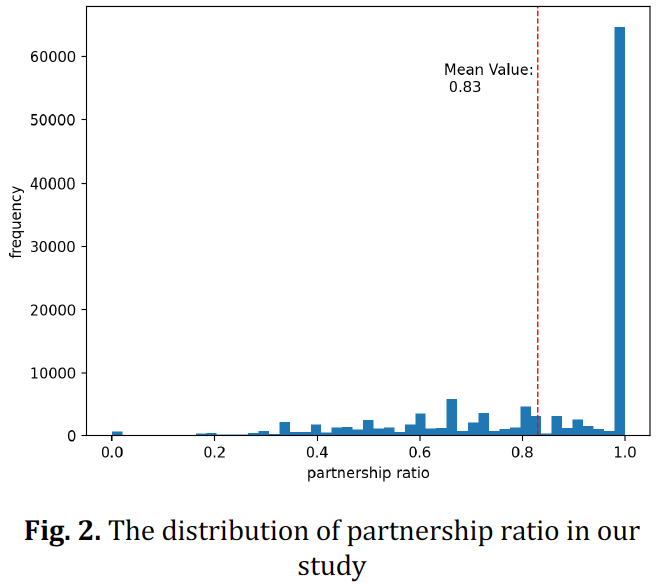 60000
50000
40000
30000
20000
10000
0
frequency
Mean Value:
0.83
0.0 0.2 0.4 0.6 0.8 1.0
partnership ratio
Fig. 2. The distribution of partnership ratio in our
study